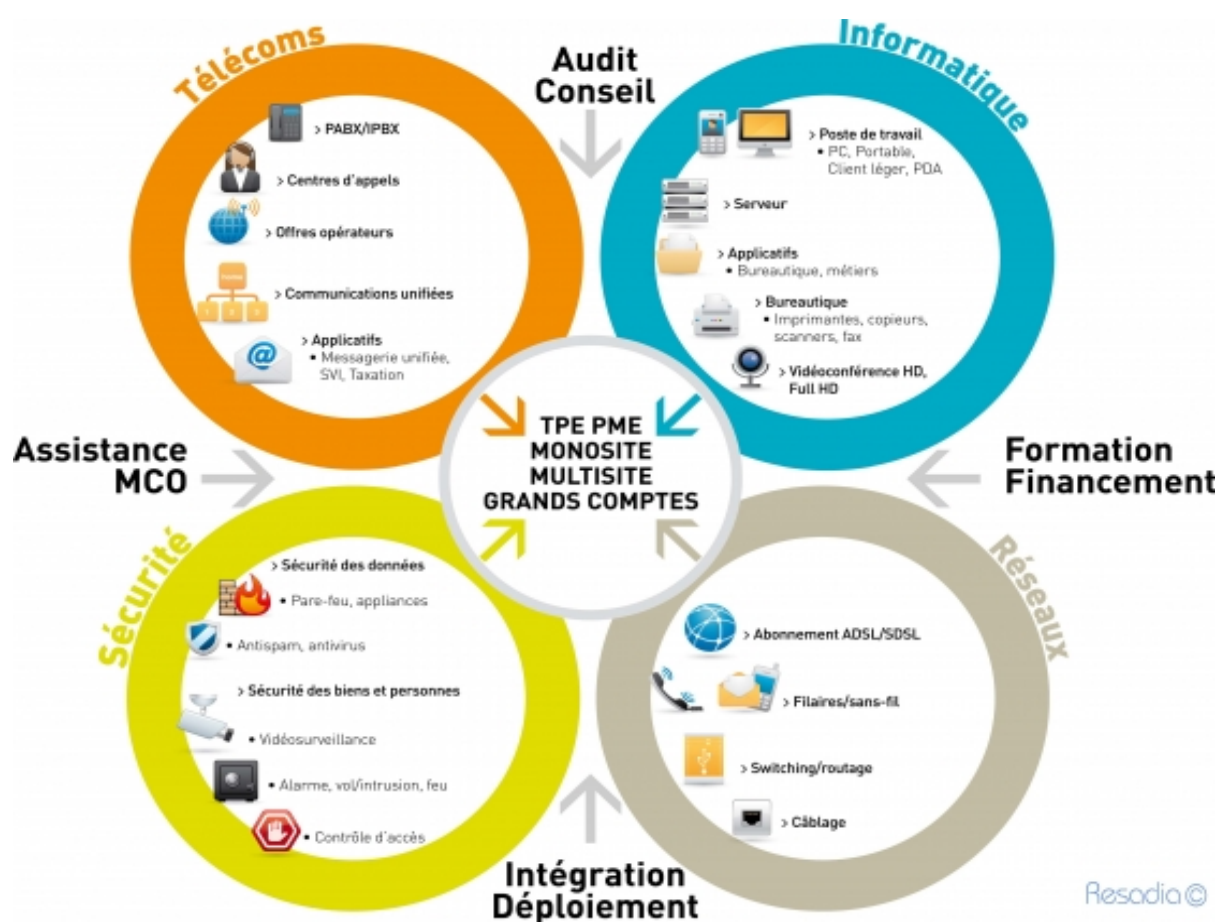 Télécoms
> PABX/IPBX
> Centres d'appels
> Offres opérateurs
> Communications unifiées
> Applicatifs
• Messagerie unifiée,
SVI, Taxation
Audit
Conseil
Informatique
> Poste de travail
• PC, Portable,
Client léger, PDA
> Serveur
> Applicatifs
• Bureautique, métiers
> Bureautique
• Imprimantes, copieurs,
scanners, fax
> Vidéoconférence HD,
Full HD
Assistance
MCO
TPE PME
MONOSITE
MULTISITE
GRANDS COMPTES
Formation
Financement
Sécurité
> Sécurité des données
• Pare-feu, appliances
• Antispam, antivirus
> Sécurité des biens et personnes
• Vidéosurveillance
• Alarme, vol/intrusion, feu
• Contrôle d'accès
Réseaux
> Abonnement ADSL/SDSL
> Filaires/sans-fil
> Switching/routage
> Câblage
Intégration
Déploiement
Resadia ©